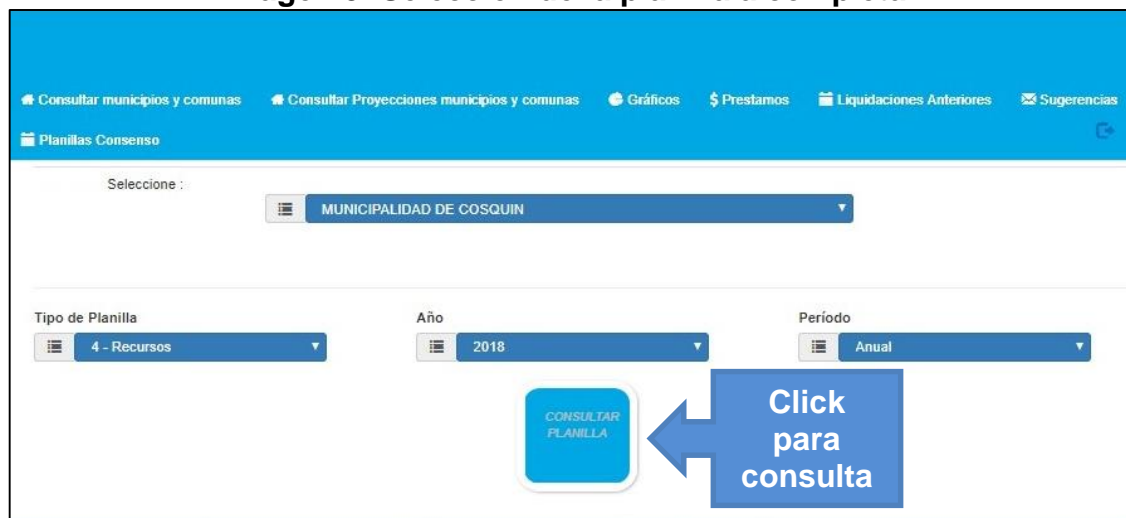 Consultar municipios y comunas Consultar Proyecciones municipios y comunas Gráficos $ Prestamos Liquidaciones Anteriores Sugerencias
Planillas Consenso
Seleccione :
MUNICIPALIDAD DE COSQUIN
Tipo de Planilla Año Período
4 - Recursos 2018 Anual
CONSULTAR
PLANILLA
Click
para
consulta